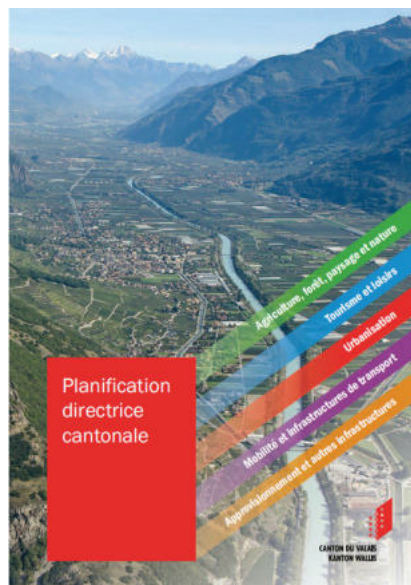 Agriculture, forêt, paysage et nature
Tourisme et loisirs
Urbanisation
Mobilité et infrastructures de transport
Approvisionnement et autres infrastructures
Planification
directrice
cantonale
CANTON DU VALAIS
KANTON WALLIS